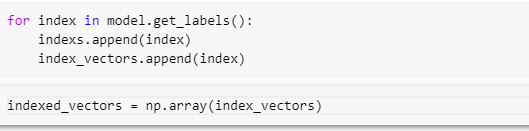 for index in model.get_labels():
    indexs.append(index)
    index_vectors.append(index)
indexed_vectors = np.array(index_vectors)